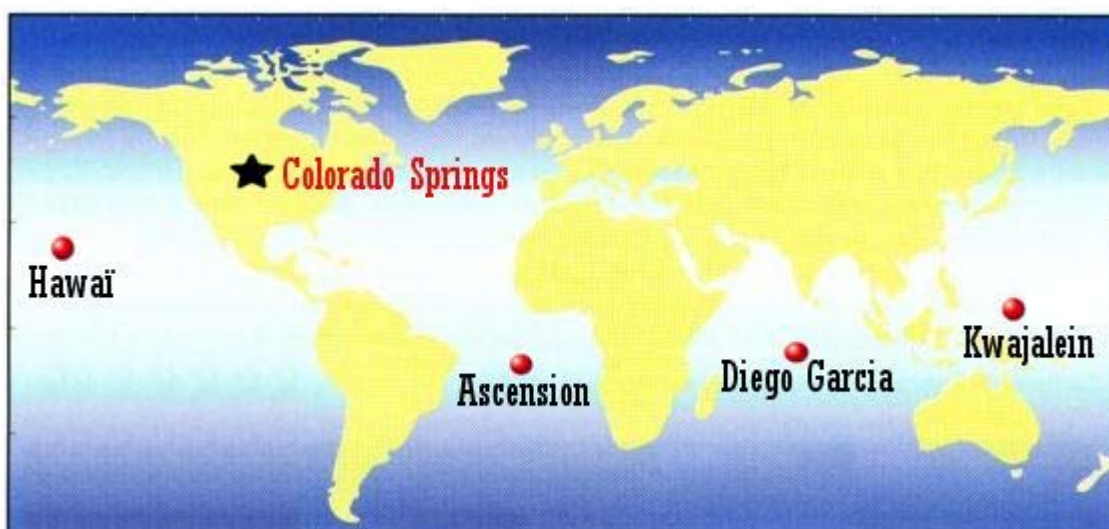 Colorado Springs
Hawaï
Ascension
Diego Garcia
Kwajalein